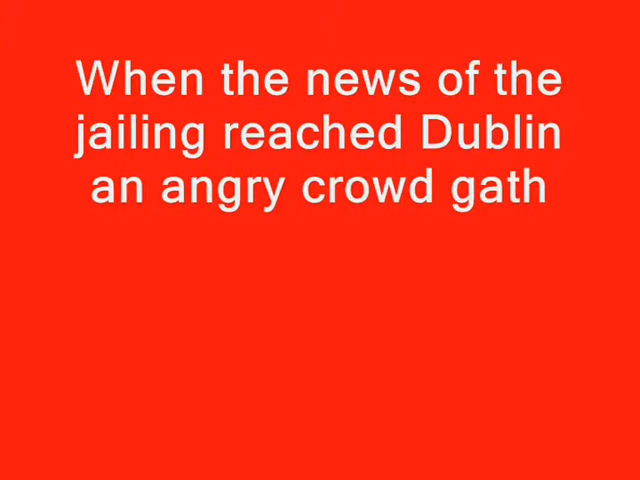 When the news of the
jailing reached Dublin
an angry crowd gath